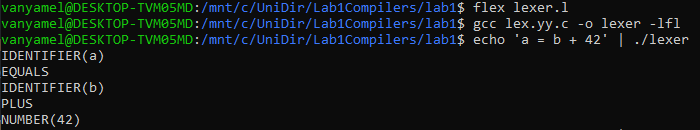 vanyamel@DESKTOP-TVM05MD:/mnt/c/UniDir/Lab1Compilers/lab1$ flex lexer.l
vanyamel@DESKTOP-TVM05MD:/mnt/c/UniDir/Lab1Compilers/lab1$ gcc lex.yy.c -o lexer -lfl
vanyamel@DESKTOP-TVM05MD:/mnt/c/UniDir/Lab1Compilers/lab1$ echo 'a = b + 42' | ./lexer
IDENTIFIER(a)
EQUALS
IDENTIFIER(b)
PLUS
NUMBER(42)